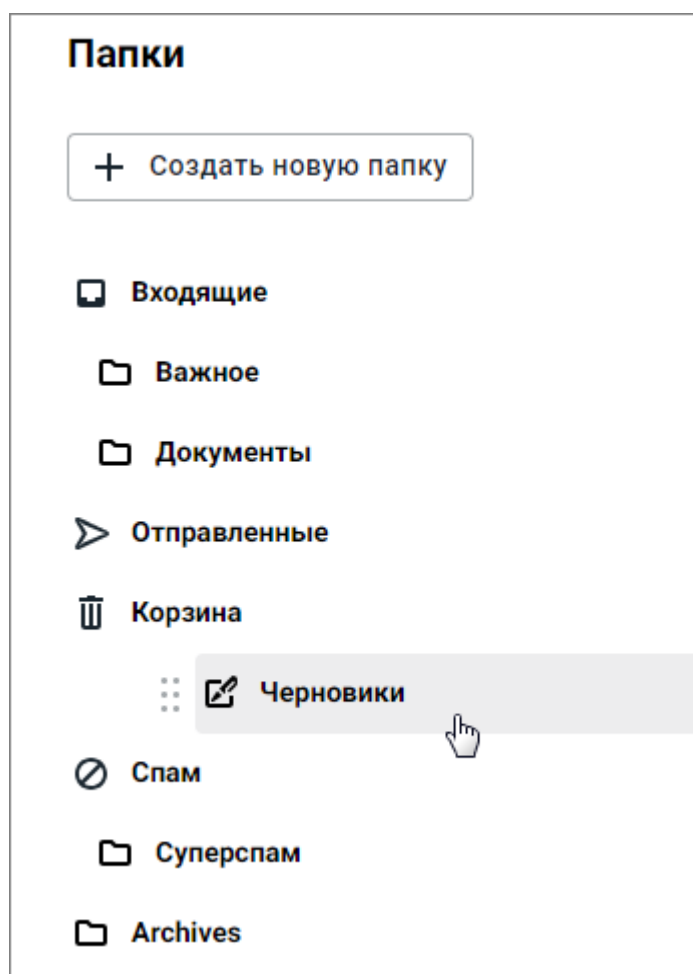 Папки
Создать новую папку
Входящие
Важное
Документы
Отправленные
Корзина
Черновики
Спам
Суперспам
Archives